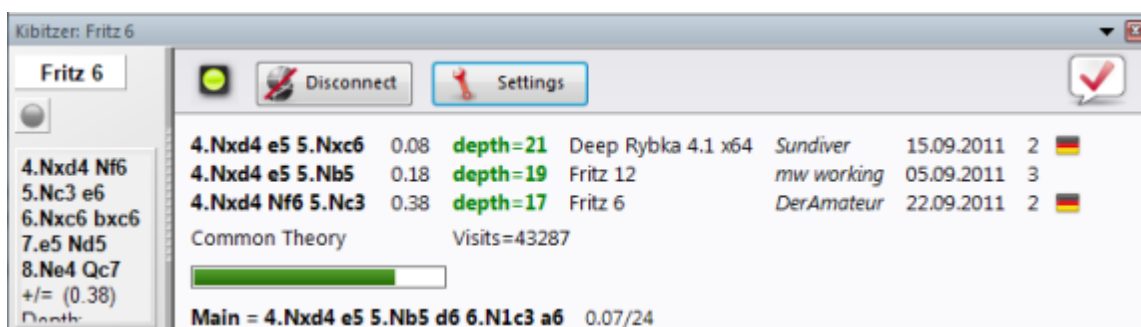 Kibitzer: Fritz 6
Fritz 6
4.Nxd4 Nf6
5.Nc3 e6
6.Nxc6 bxc6
7.e5 Nd5
8.Ne4 Qc7
+/= (0.38)
Depth:
Disconnect Settings
4.Nxd4 e5 5.Nxc6 0.08 depth=21 Deep Rybka 4.1 x64 Sundiver 15.09.2011 2
4.Nxd4 e5 5.Nb5 0.18 depth=19 Fritz 12 mw working 05.09.2011 3
4.Nxd4 Nf6 5.Nc3 0.38 depth=17 Fritz 6 DerAmateur 22.09.2011 2
Common Theory Visits=43287
Main = 4.Nxd4 e5 5.Nb5 d6 6.N1c3 a6 0.07/24